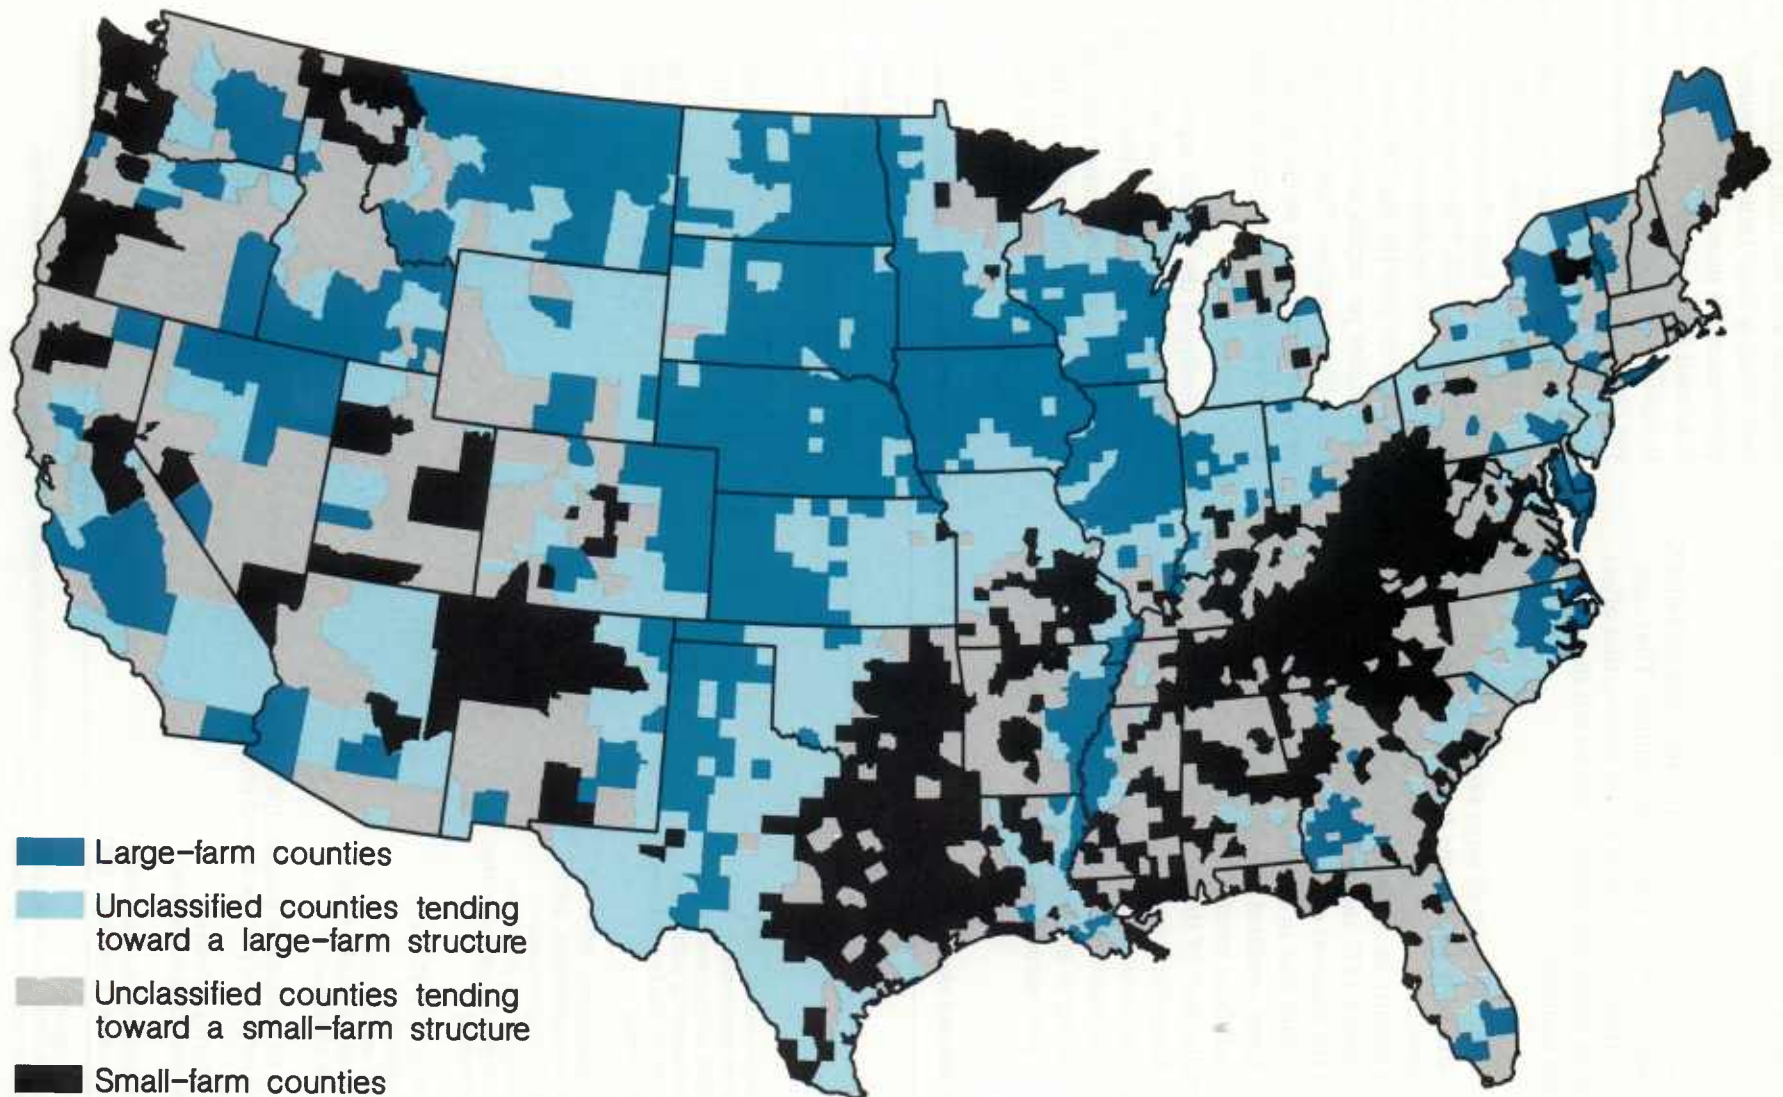 Large-farm counties
Unclassified counties tending
toward a large-farm structure
Unclassified counties tending
toward a small-farm structure
Small-farm counties